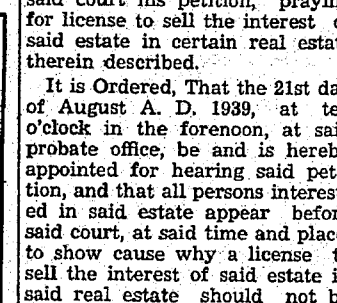 said court his petition, prayin
for license to sell the interest o
said estate in certain real esta
therein described.
It is Ordered, That the 21st da
of August A. D. 1939, at te
o'clock in the forenoon, at sai
probate office, be and is hereb
appointed for hearing said peti
tion, and that all persons interes
ed in said estate appear befor
said court, at said time and plac
to show cause why a license t
sell the interest of said estate i
said real estate should not b